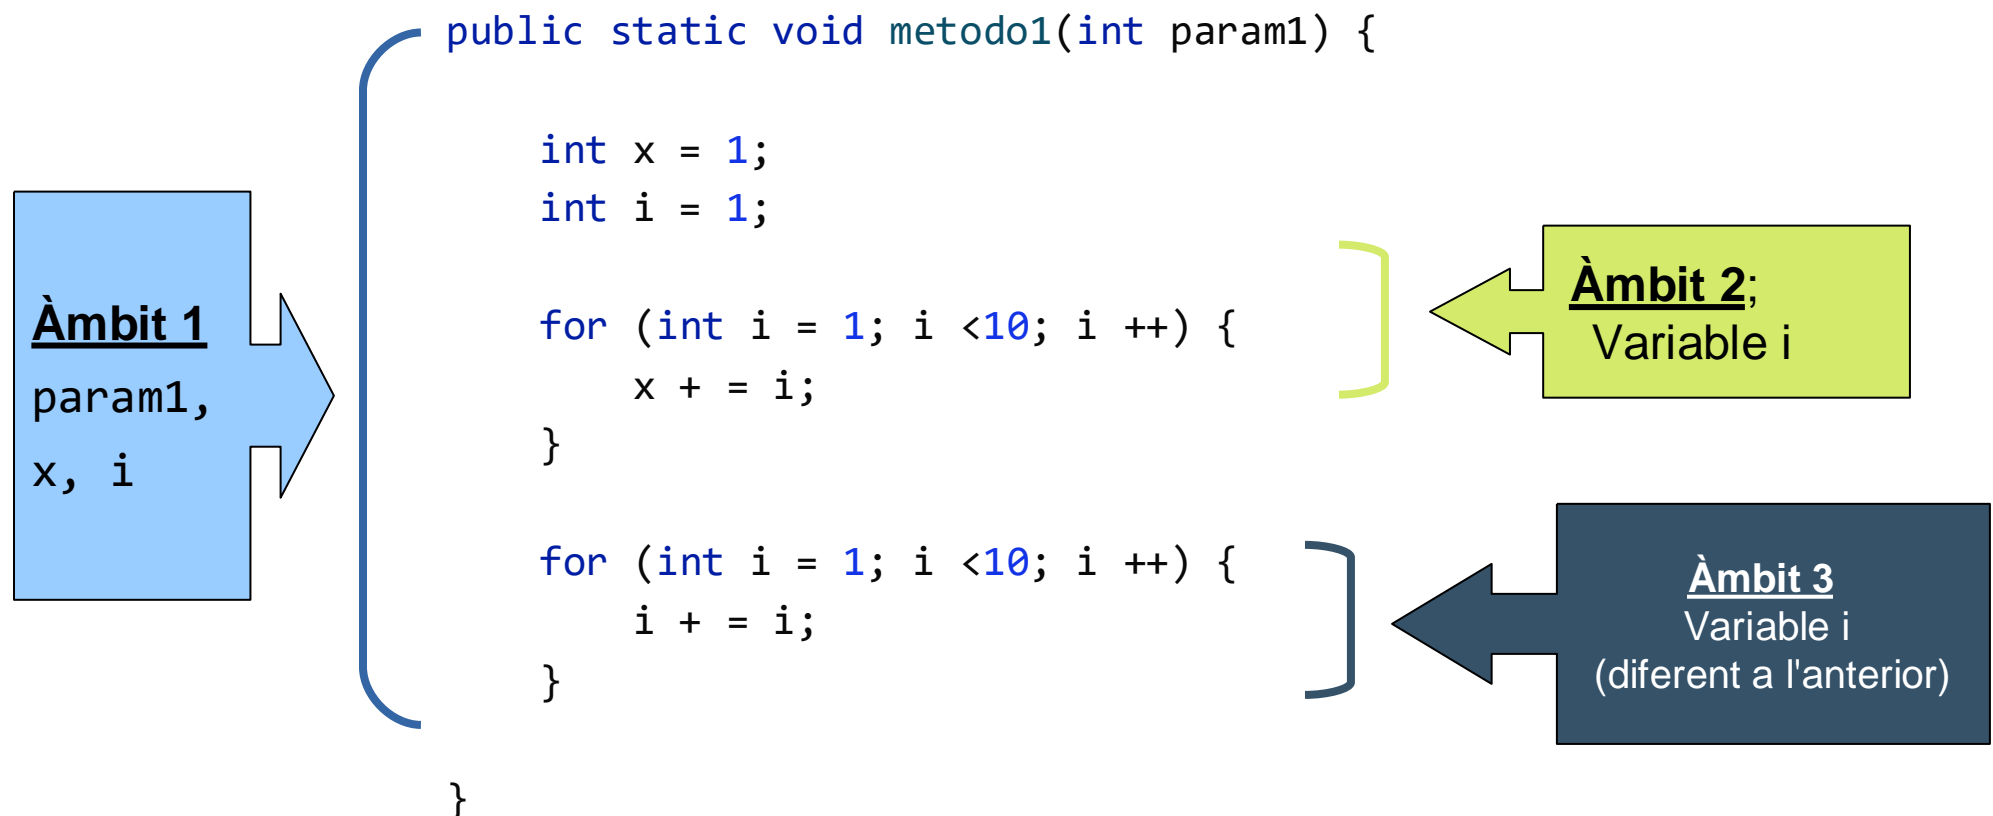 public static void metodo1(int param1) {
int x = 1;
int i = 1;
for (int i = 1; i <10; i ++) {
x + = i;
}
for (int i = 1; i <10; i ++) {
i + = i;
}
}
Àmbit 1
param1,
x, i
Àmbit 2;
Variable i
Àmbit 3
Variable i
(diferent a l'anterior)